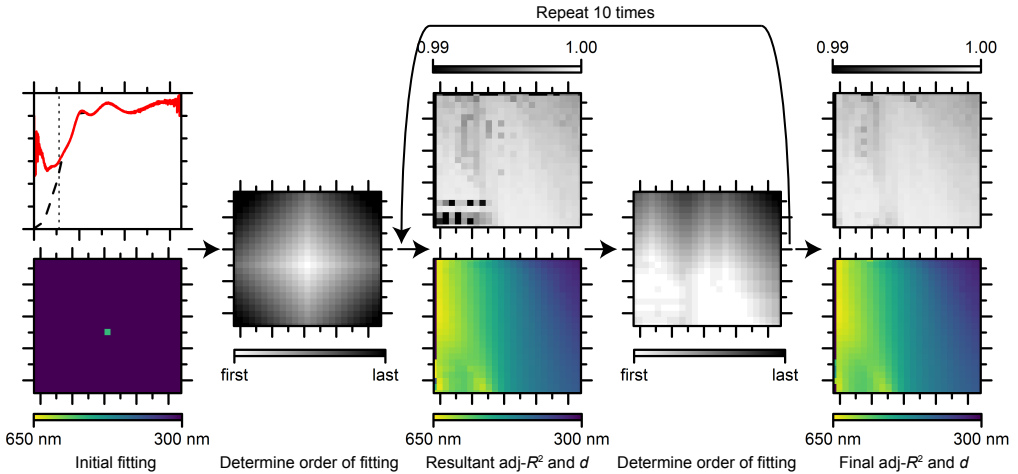 Repeat 10 times
0.99 1.00
0.99 1.00
first last
first last
650 nm 300 nm
650 nm 300 nm
650 nm 300 nm
Initial fitting
Determine order of fitting
Resultant adj-R² and d
Determine order of fitting
Final adj-R² and d